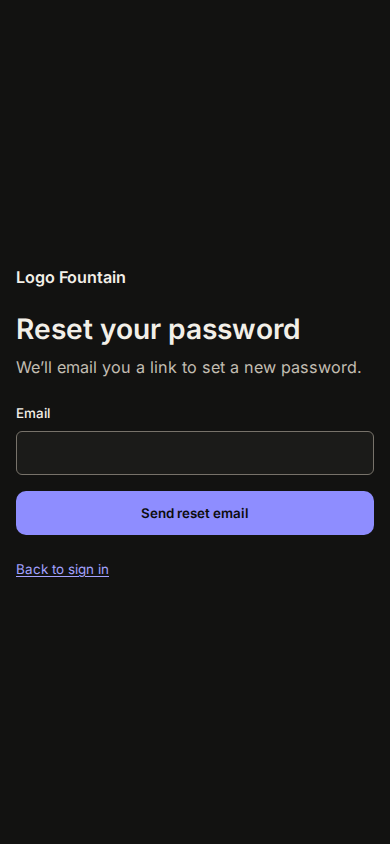 Logo Fountain
Reset your password
We’ll email you a link to set a new password.
Email
Send reset email
Back to sign in